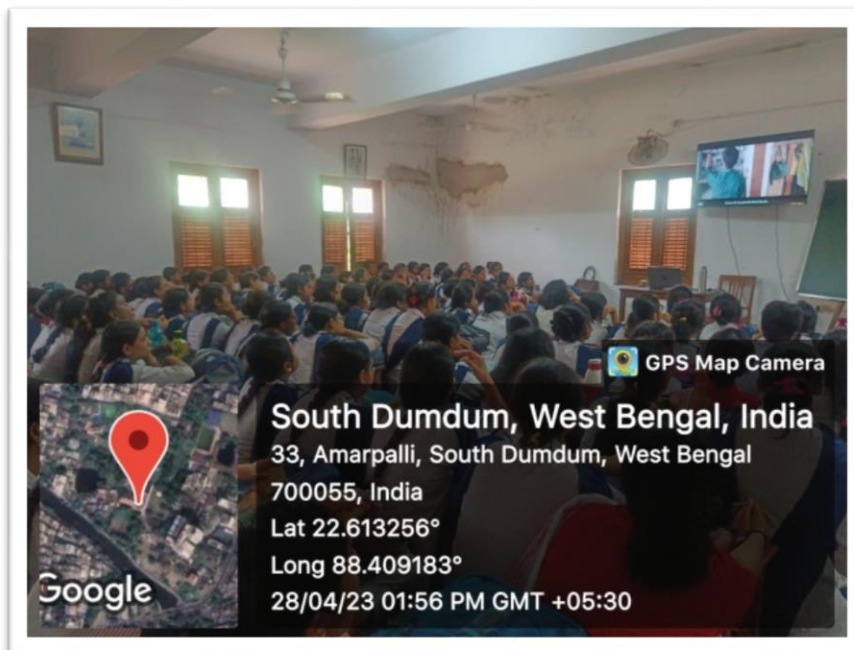 GPS Map Camera
South Dumdum, West Bengal, India
33, Amarpalli, South Dumdum, West Bengal
700055, India
Lat 22.613256°
Long 88.409183°
28/04/23 01:56 PM GMT +05:30
Google